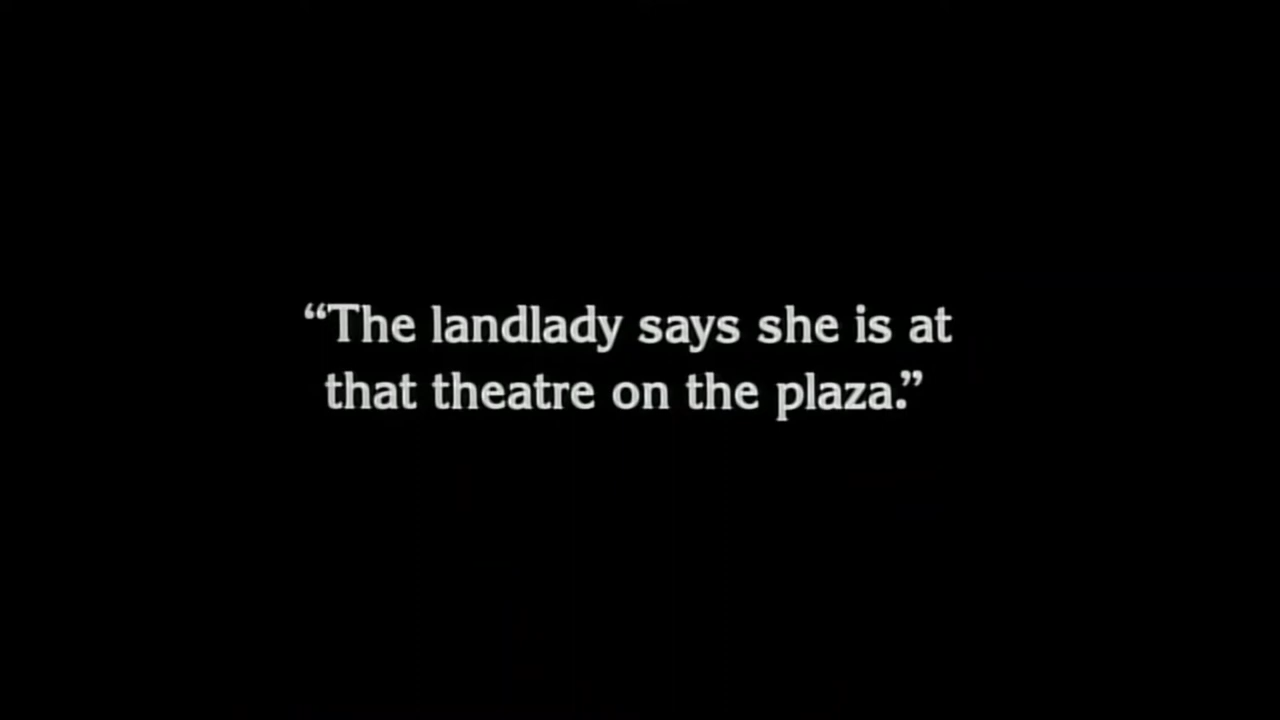 “The landlady says she is at
that theatre on the plaza.”